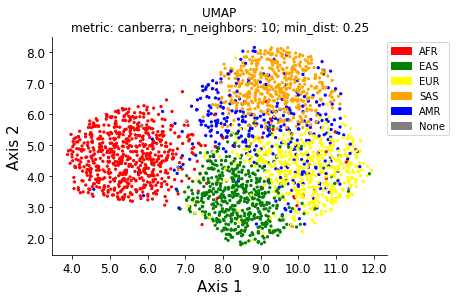 UMAP
metric: canberra; n_neighbors: 10; min_dist: 0.25
Axis 2
8.0
7.0
6.0
5.0
4.0
3.0
2.0
4.0 5.0 6.0 7.0 8.0 9.0 10.0 11.0 12.0
Axis 1
AFR
EAS
EUR
SAS
AMR
None